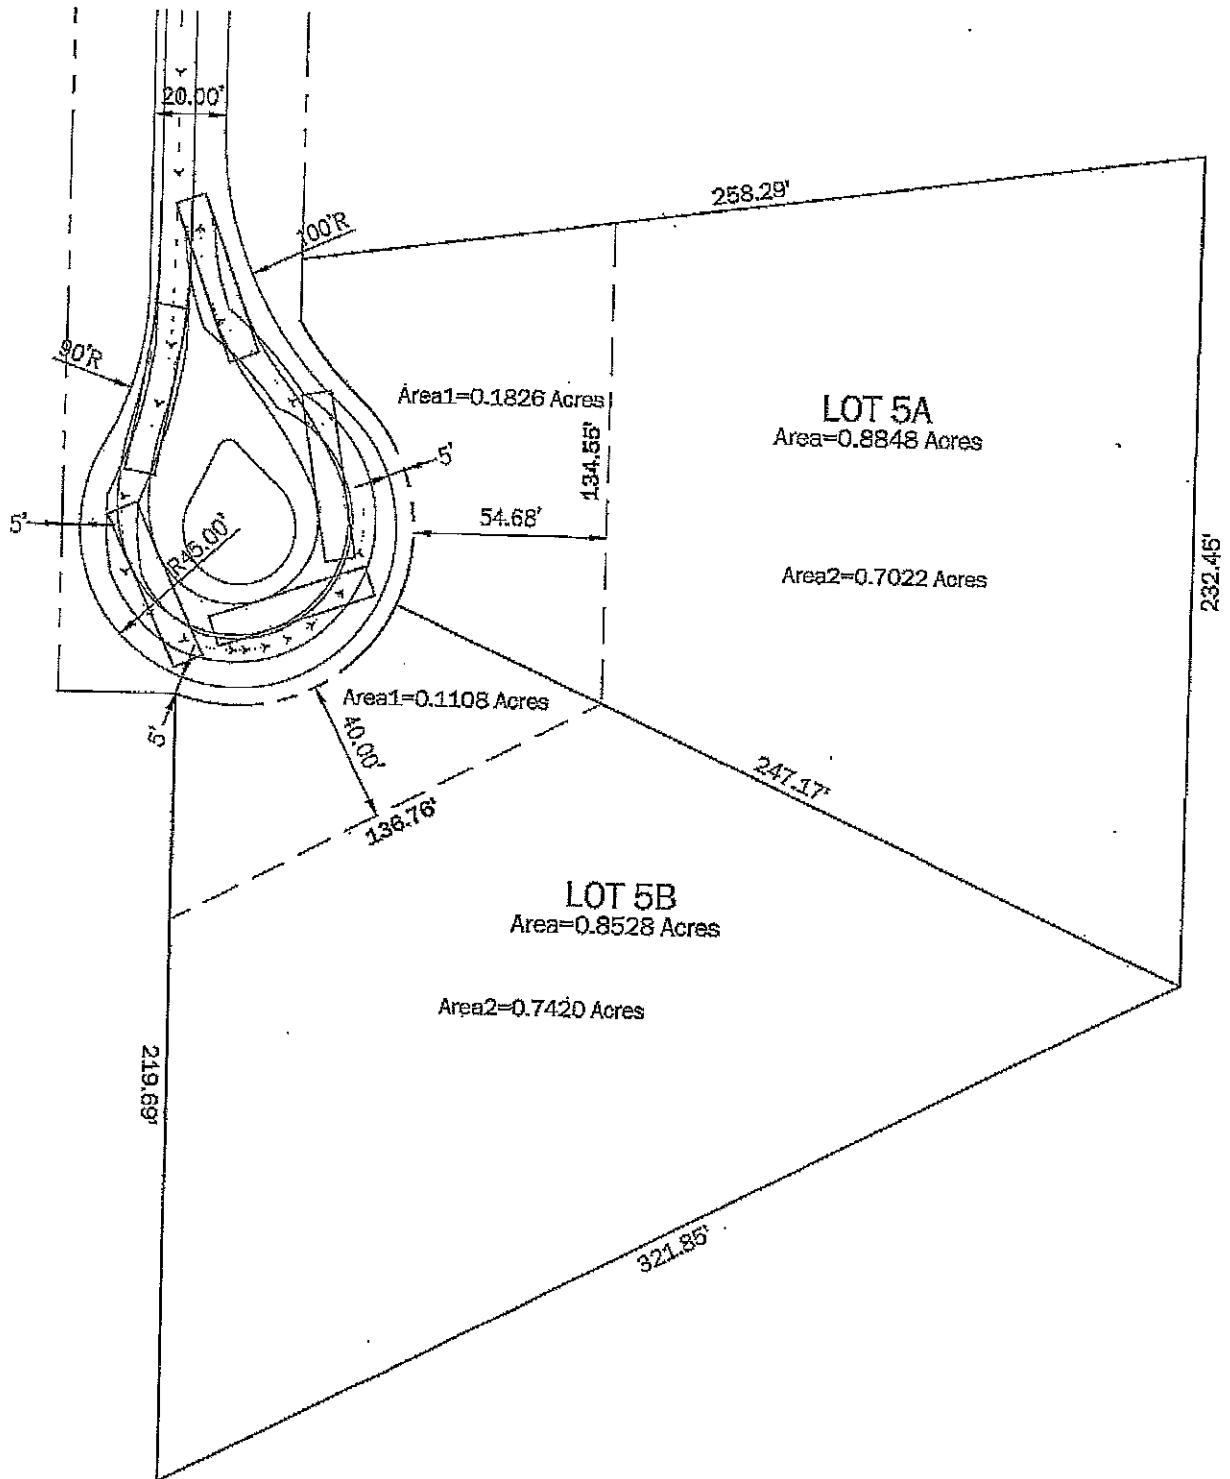 20.00'
258.29'
100'R
90'R
Area1=0.1826 Acres
LOT 5A
Area=0.8848 Acres
5'
134.55'
5'
54.68'
R45.00'
Area2=0.7022 Acres
232.45'
Area1=0.1108 Acres
5'
40.00'
247.17'
136.76'
LOT 5B
Area=0.8528 Acres
Area2=0.7420 Acres
219.69'
321.85'